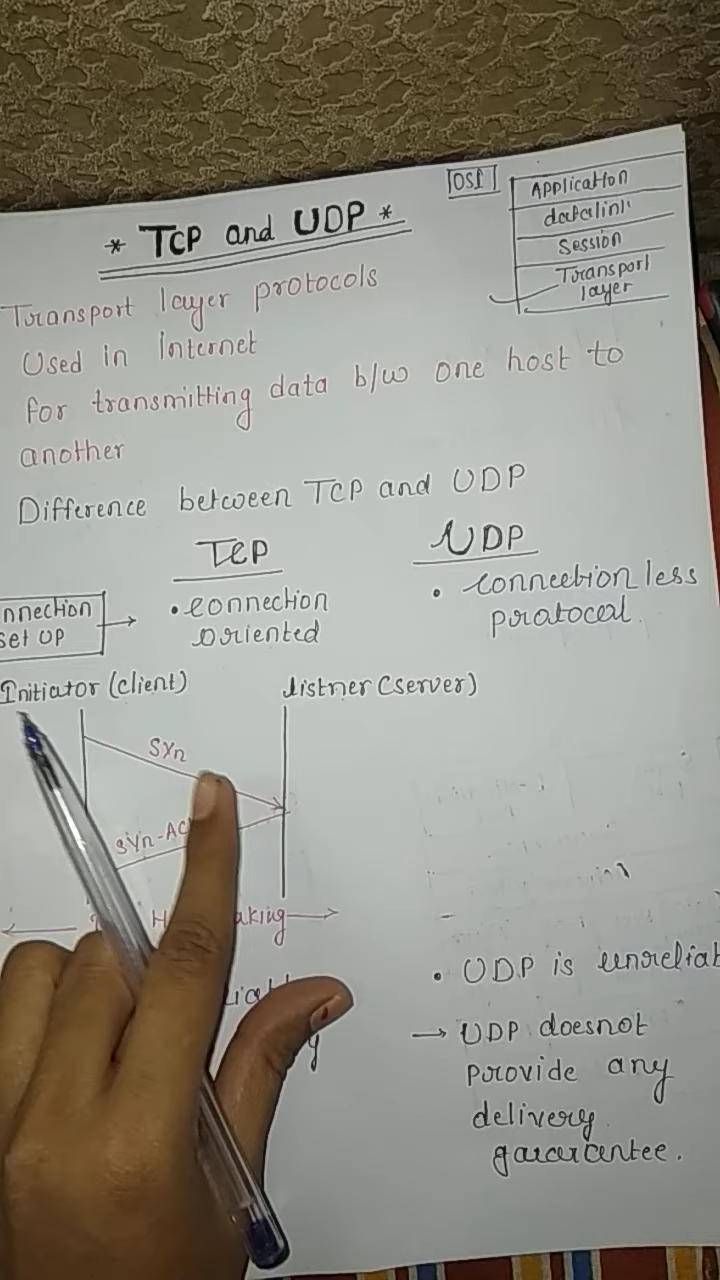 OSI
Application
datalink
Session
Transport
layer
* TCP and UDP *
Transport layer protocols
Used in Internet
for transmitting data b/w one host to
another
Difference between TCP and UDP
TCP
UDP
nnection
set UP
• connection
oriented
• connection less
protocol.
Initiator (client)
listner (server)
Syn
Syn-AC
H aking
• UDP is unreliab
→ UDP doesnot
provide any
delivery
guarantee.